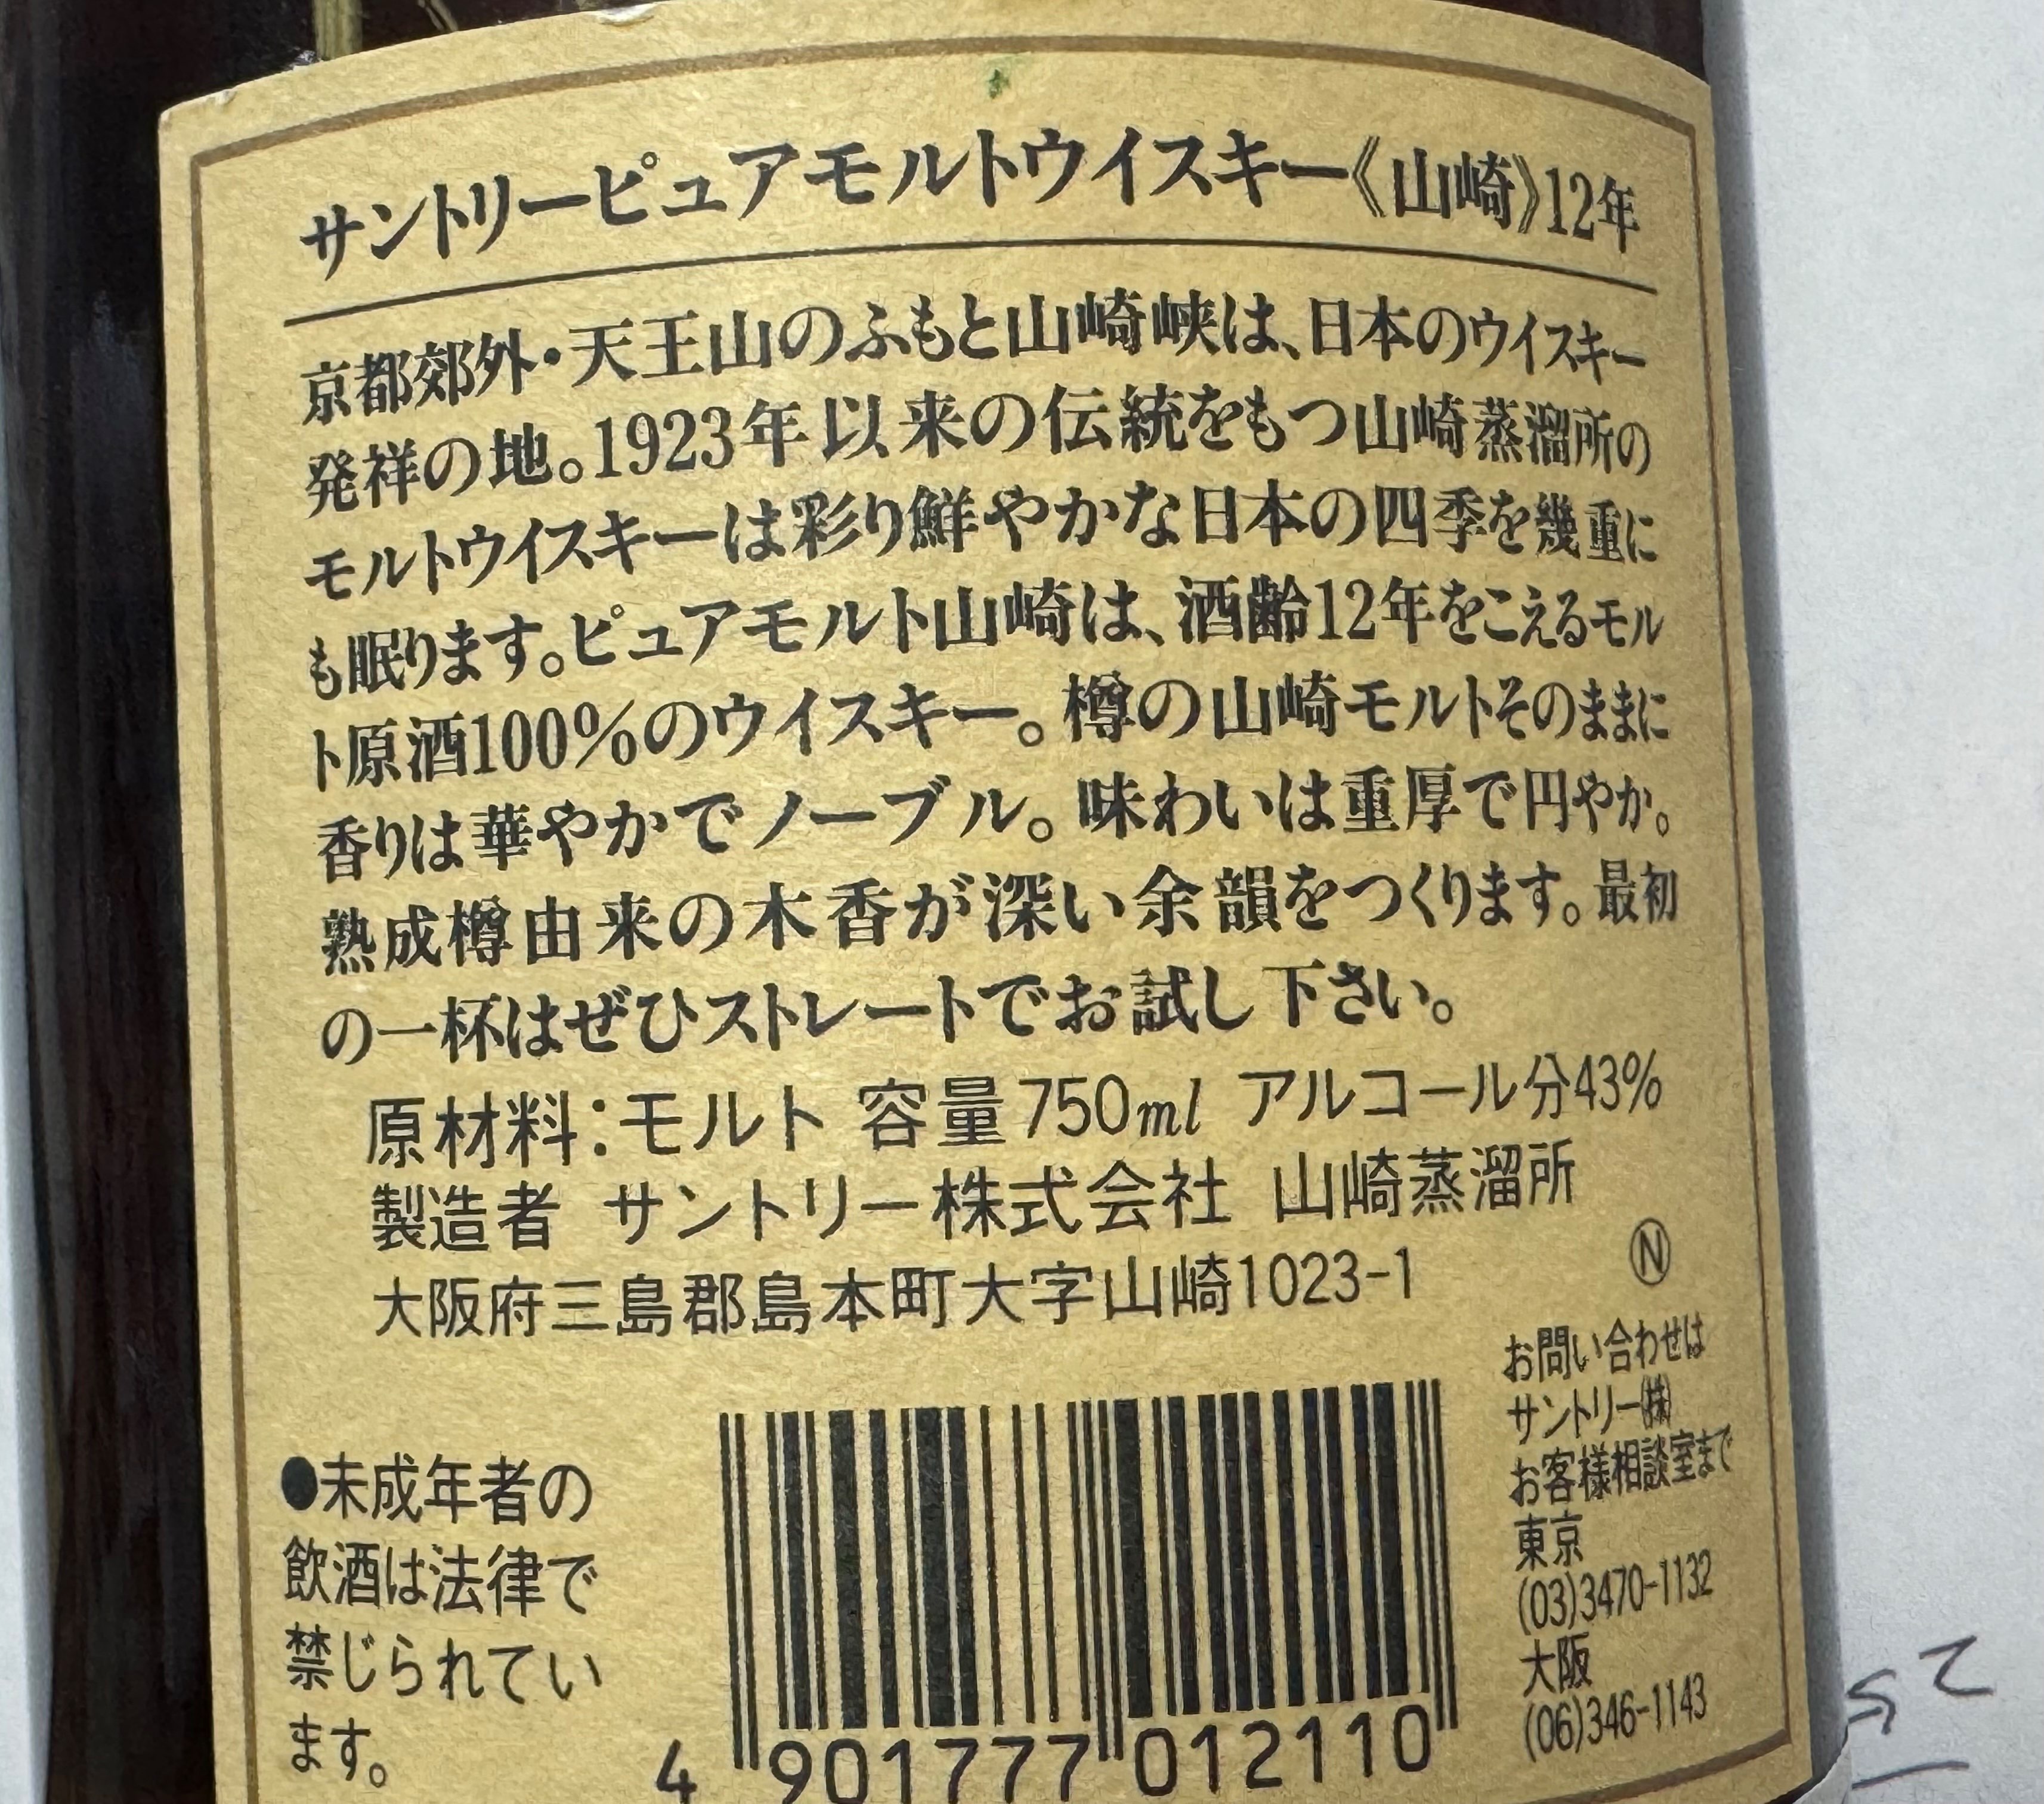 サントリーピュアモルトウイスキー《山崎》12年
京都郊外・天王山のふもと山崎峡は、日本のウイスキー
発祥の地。1923年以来の伝統をもつ山崎蒸溜所の
モルトウイスキーは彩り鮮やかな日本の四季を幾重に
も眠ります。ピュアモルト山崎は、酒齢12年をこえるモル
ト原酒100%のウイスキー。樽の山崎モルトそのままに
香りは華やかでノーブル。味わいは重厚で円やか。
熟成樽由来の木香が深い余韻をつくります。最初
の一杯はぜひストレートでお試し下さい。
原材料:モルト 容量750ml アルコール分43%
製造者 サントリー株式会社 山崎蒸溜所
大阪府三島郡島本町大字山崎1023-1
Ⓝ
●未成年者の
飲酒は法律で
禁じられてい
ます。
4 901777 012110
お問い合わせは
サントリー㈱
お客様相談室まで
東京
(03)3470-1132
大阪
(06)346-1143